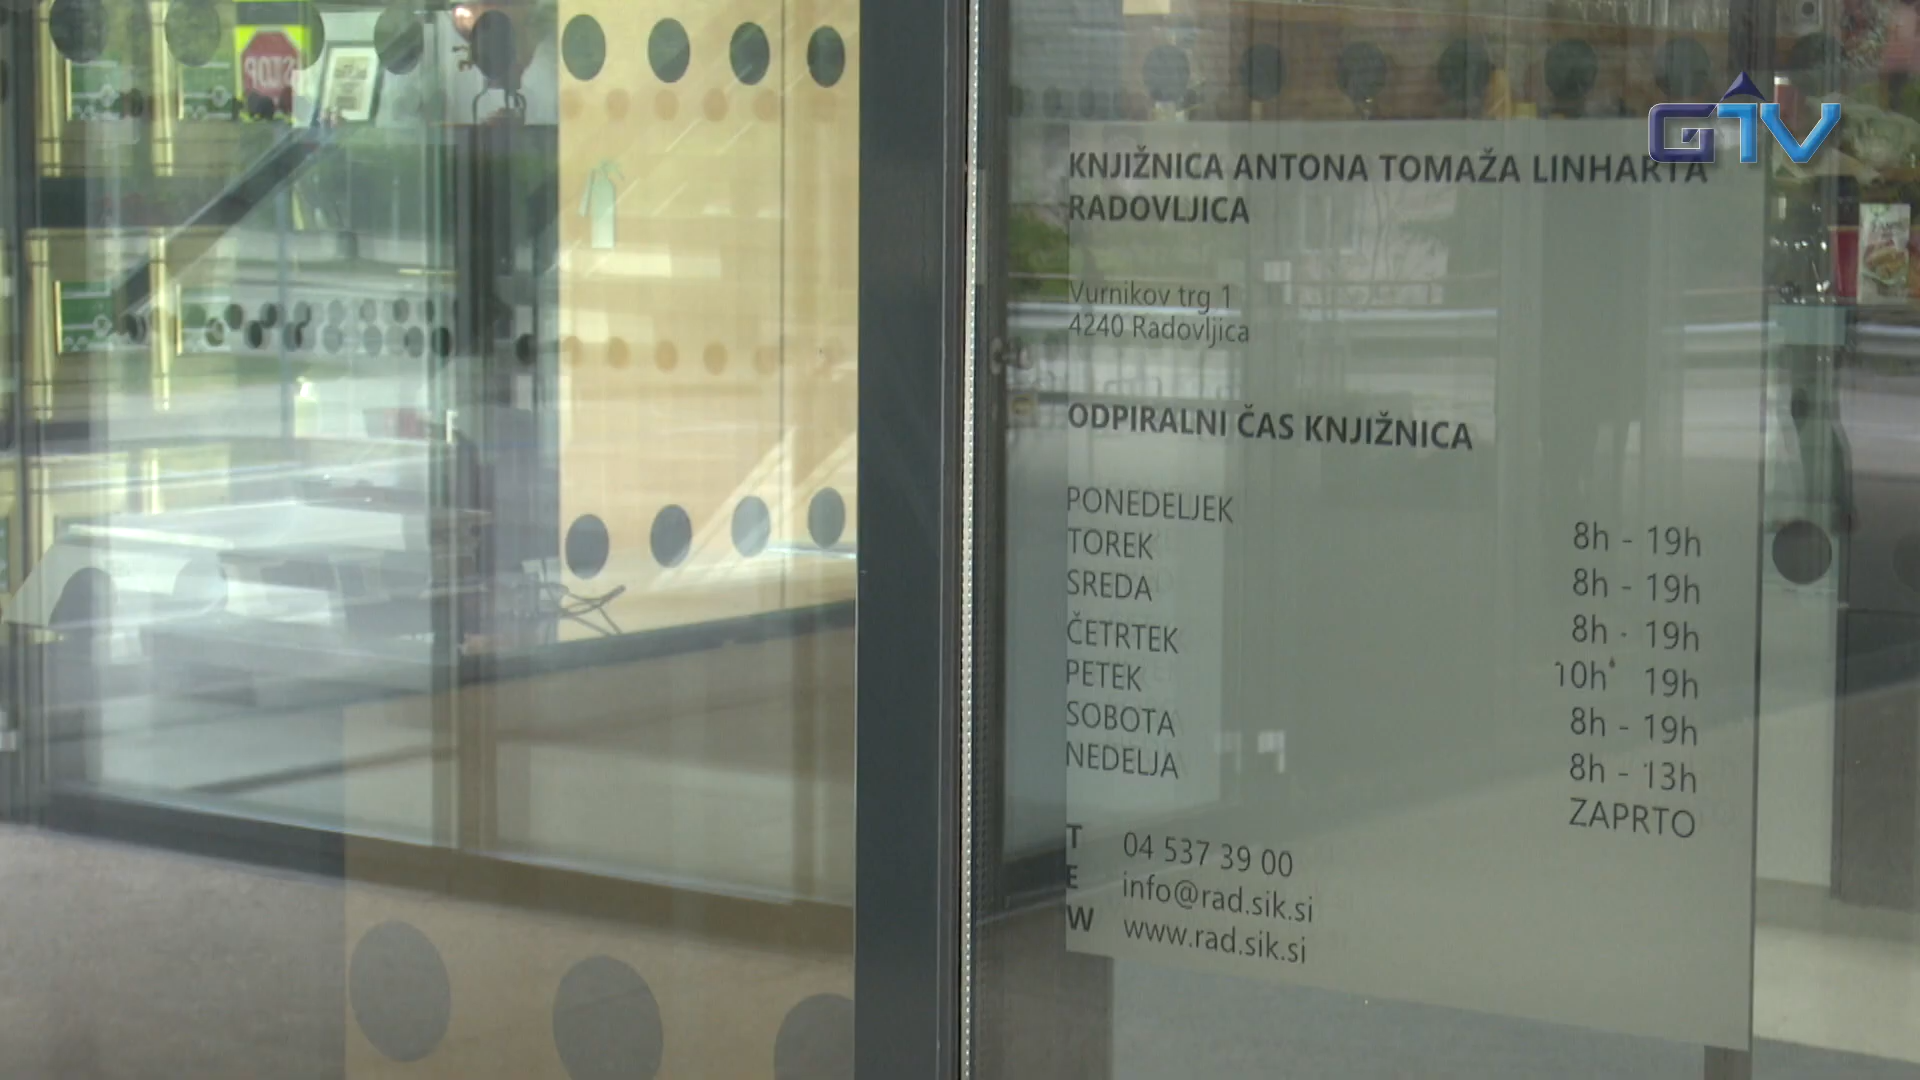 STOP
GTV
KNJIŽNICA ANTONA TOMAŽA LINHARTA
RADOVLJICA
Vurnikov trg 1
4240 Radovljica
ODPIRALNI ČAS KNJIŽNICA
PONEDELJEK 8h - 19h
TOREK 8h - 19h
SREDA 8h - 19h
ČETRTEK 10h 19h
PETEK 8h - 19h
SOBOTA 8h - 13h
NEDELJA ZAPRTO
T 04 537 39 00
E info@rad.sik.si
W www.rad.sik.si